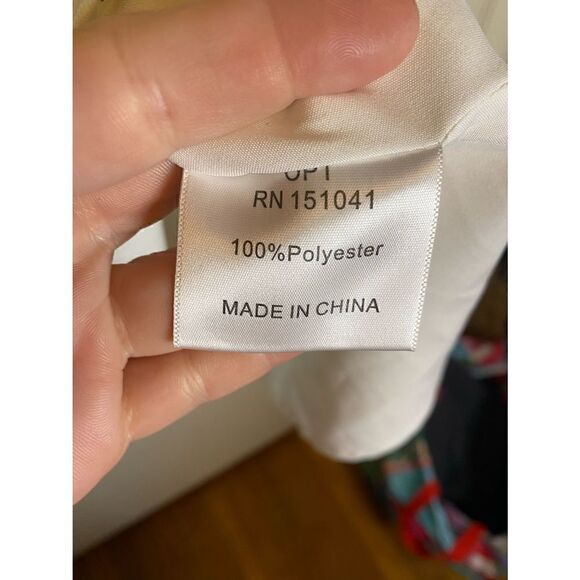 RN 151041
100%Polyester
MADE IN CHINA